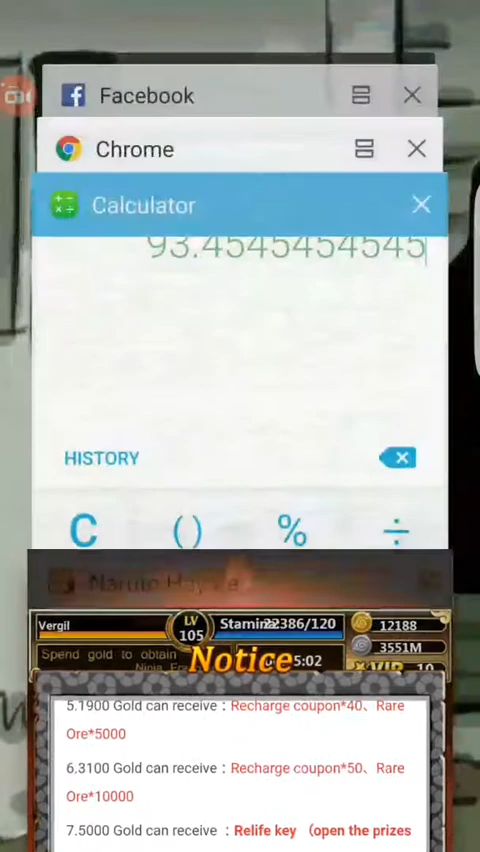 Facebook
Chrome
Calculator
93.4545454545
HISTORY
C () % ÷
Vergil
LV
105
12188
3551M
Spend gold to obtain
Notice
5.1900 Gold can receive：Recharge coupon*40、Rare
Ore*5000
6.3100 Gold can receive：Recharge coupon*50、Rare
Ore*10000
7.5000 Gold can receive ：Relife key （open the prizes